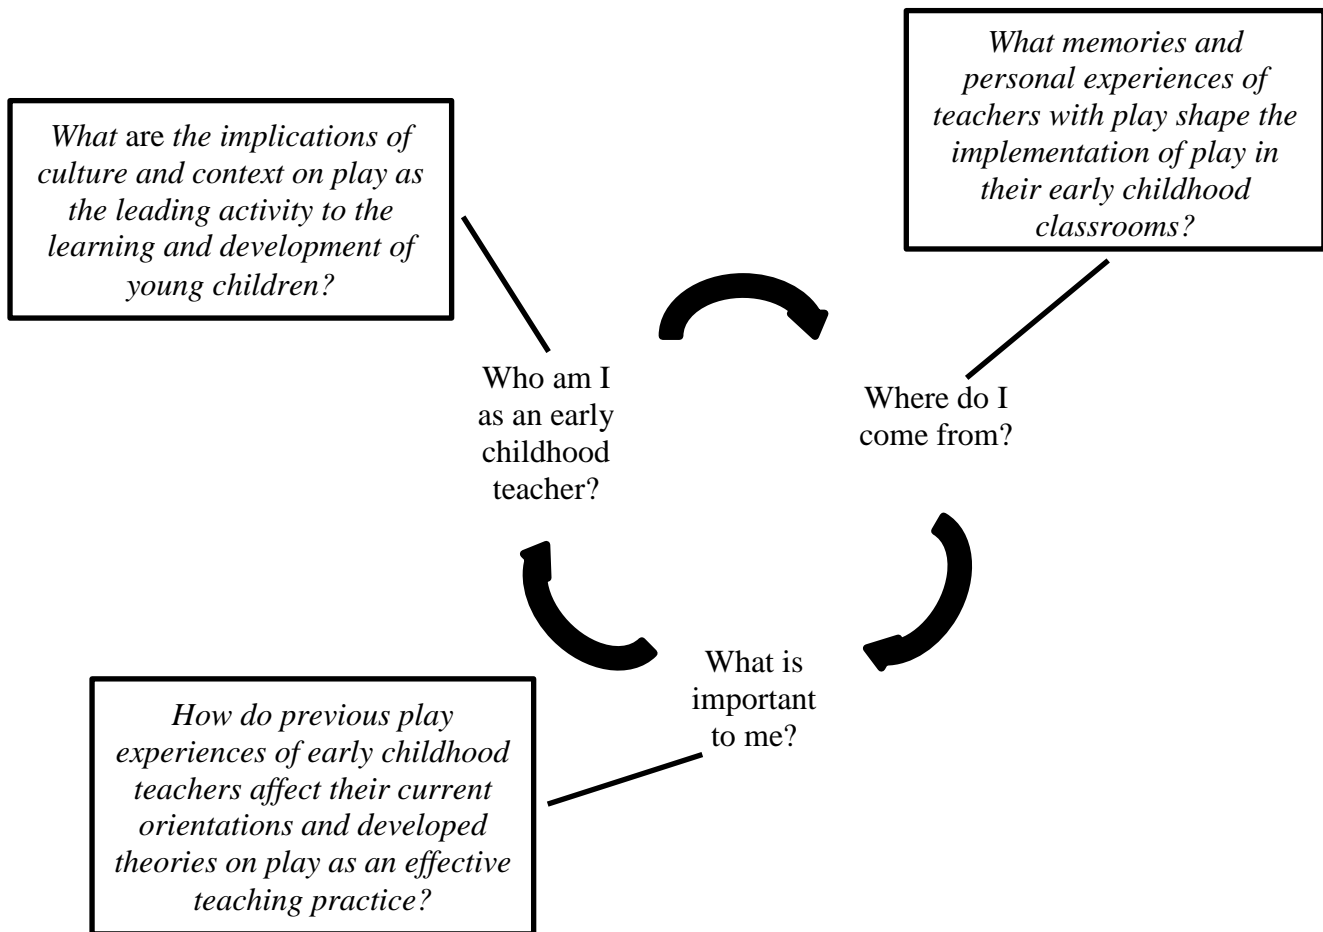 What memories and
personal experiences of
teachers with play shape the
implementation of play in
their early childhood
classrooms?
What are the implications of
culture and context on play as
the leading activity to the
learning and development of
young children?
Who am I
as an early
childhood
teacher?
Where do I
come from?
What is
important
to me?
How do previous play
experiences of early childhood
teachers affect their current
orientations and developed
theories on play as an effective
teaching practice?